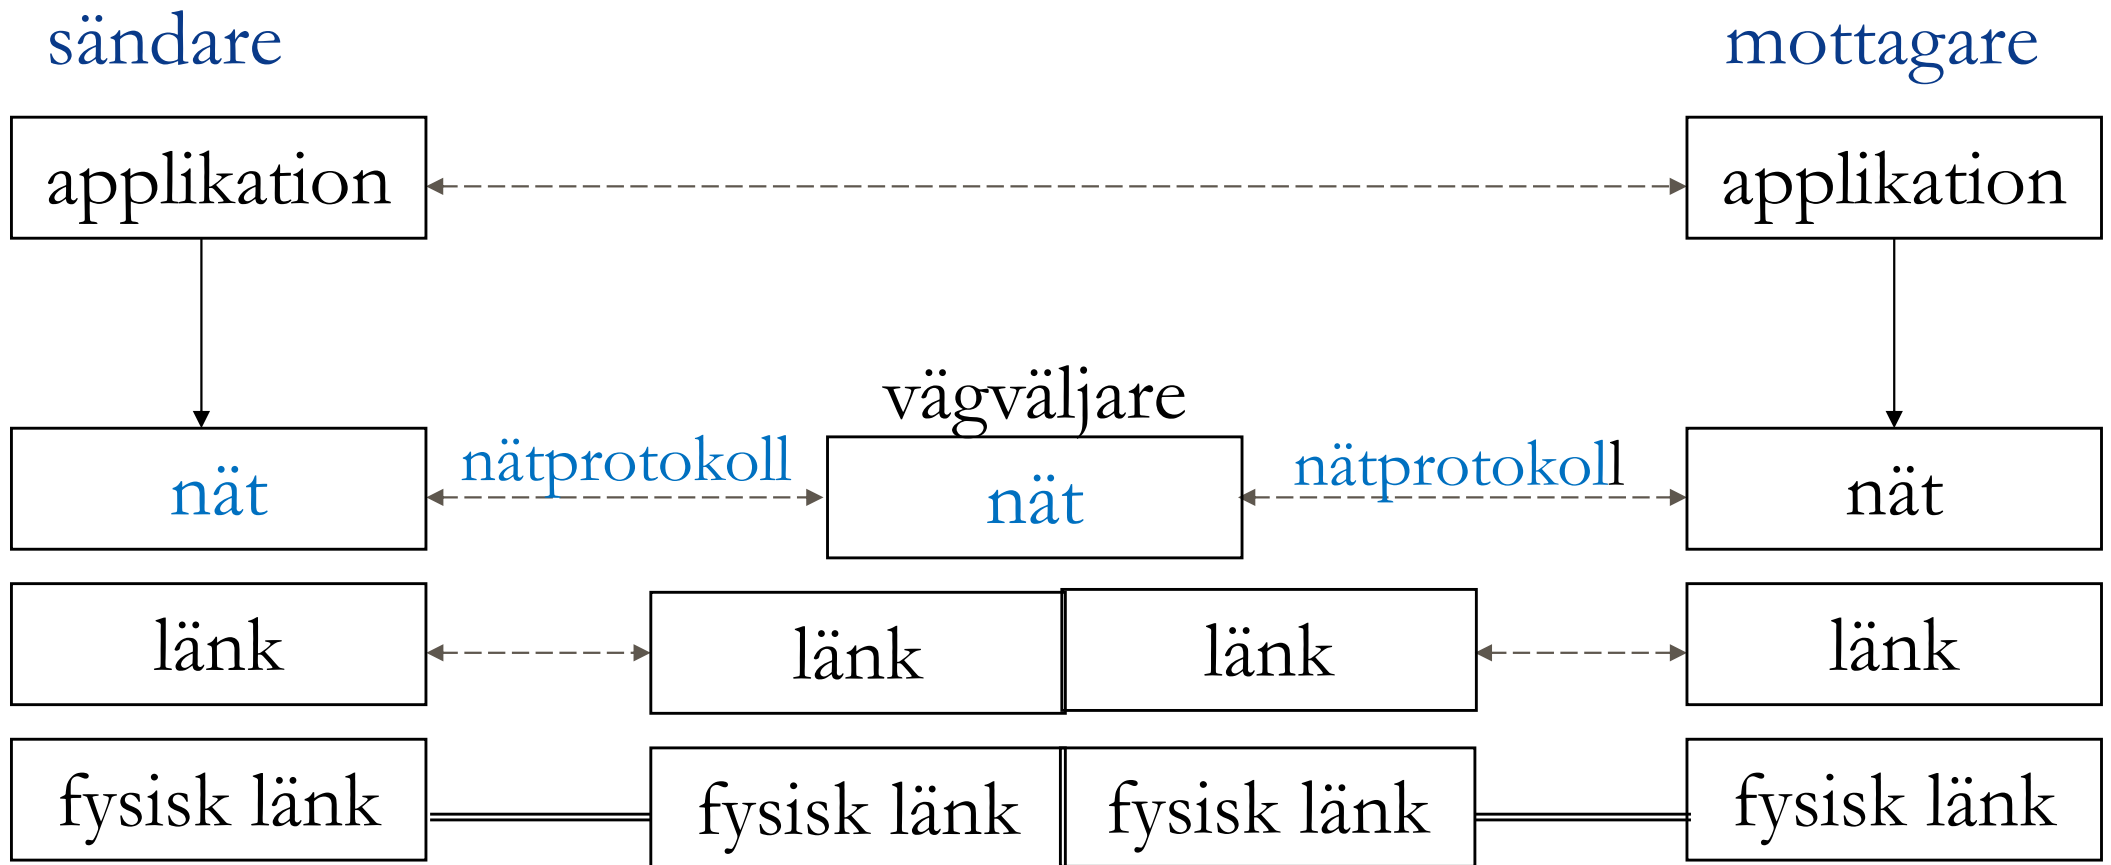 sändare
mottagare
applikation
applikation
vägväljare
nät
nätprotokoll
nät
nätprotokoll
nät
länk
länk
länk
länk
fysisk länk
fysisk länk
fysisk länk
fysisk länk